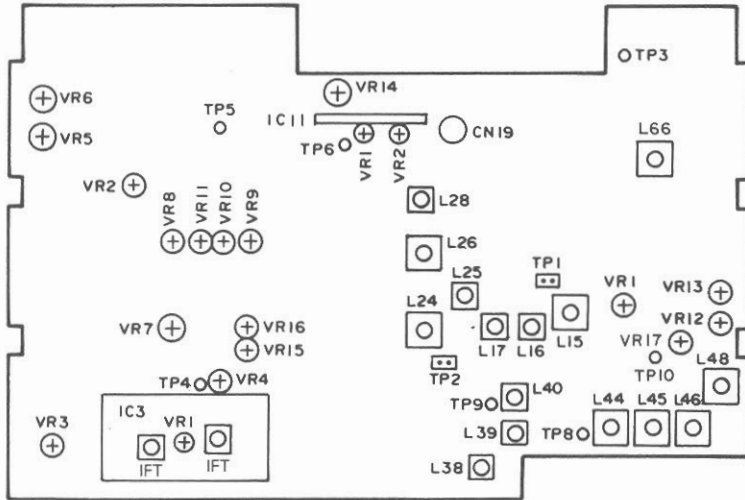 TP3
VR6
VR14
TP5
IC11
VR5
CN19
L66
TP6
VR1
VR2
VR2
VR8
VR11
VR10
VR9
L28
L26
TP1
L25
VR1
VR13
L24
VR7
VR16
VR12
L17
L16
L15
VR17
VR15
TP2
TP10
L48
TP4
VR4
L40
TP9
L44
L45
L46
IC3
VR3
VR1
L39
TP8
IFT
IFT
L38